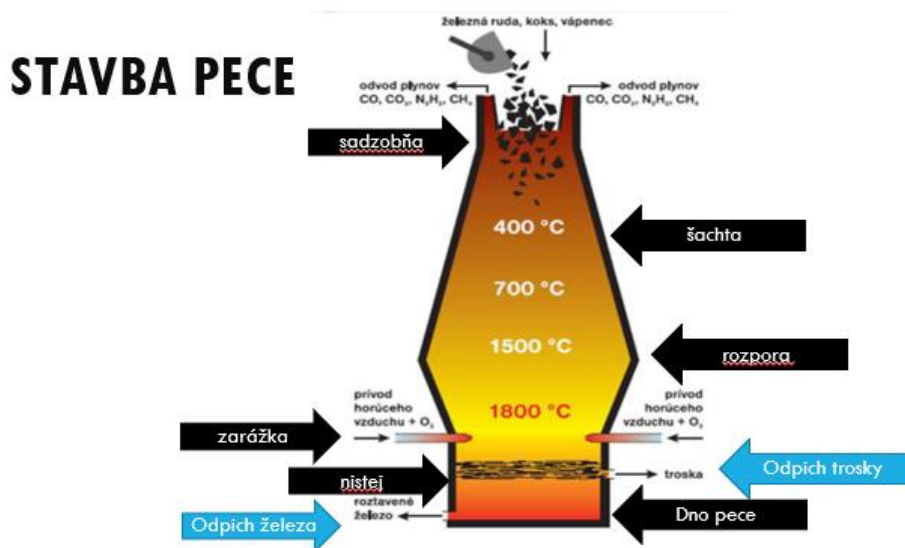 železná ruda, koks, vápenec
STAVBA PECE
odvod plynov
CO, CO₂, N₂H₂, CH₄
odvod plynov
CO, CO₂, N₂H₂, CH₄
sadzobňa
400 °C
šachta
700 °C
1500 °C
rozpora
prívod
horúceho
vzduchu + O₂
1800 °C
prívod
horúceho
vzduchu + O₂
zarážka
Odpich trosky
troska
nistej
roztavené
železo
Odpich železa
Dno pece